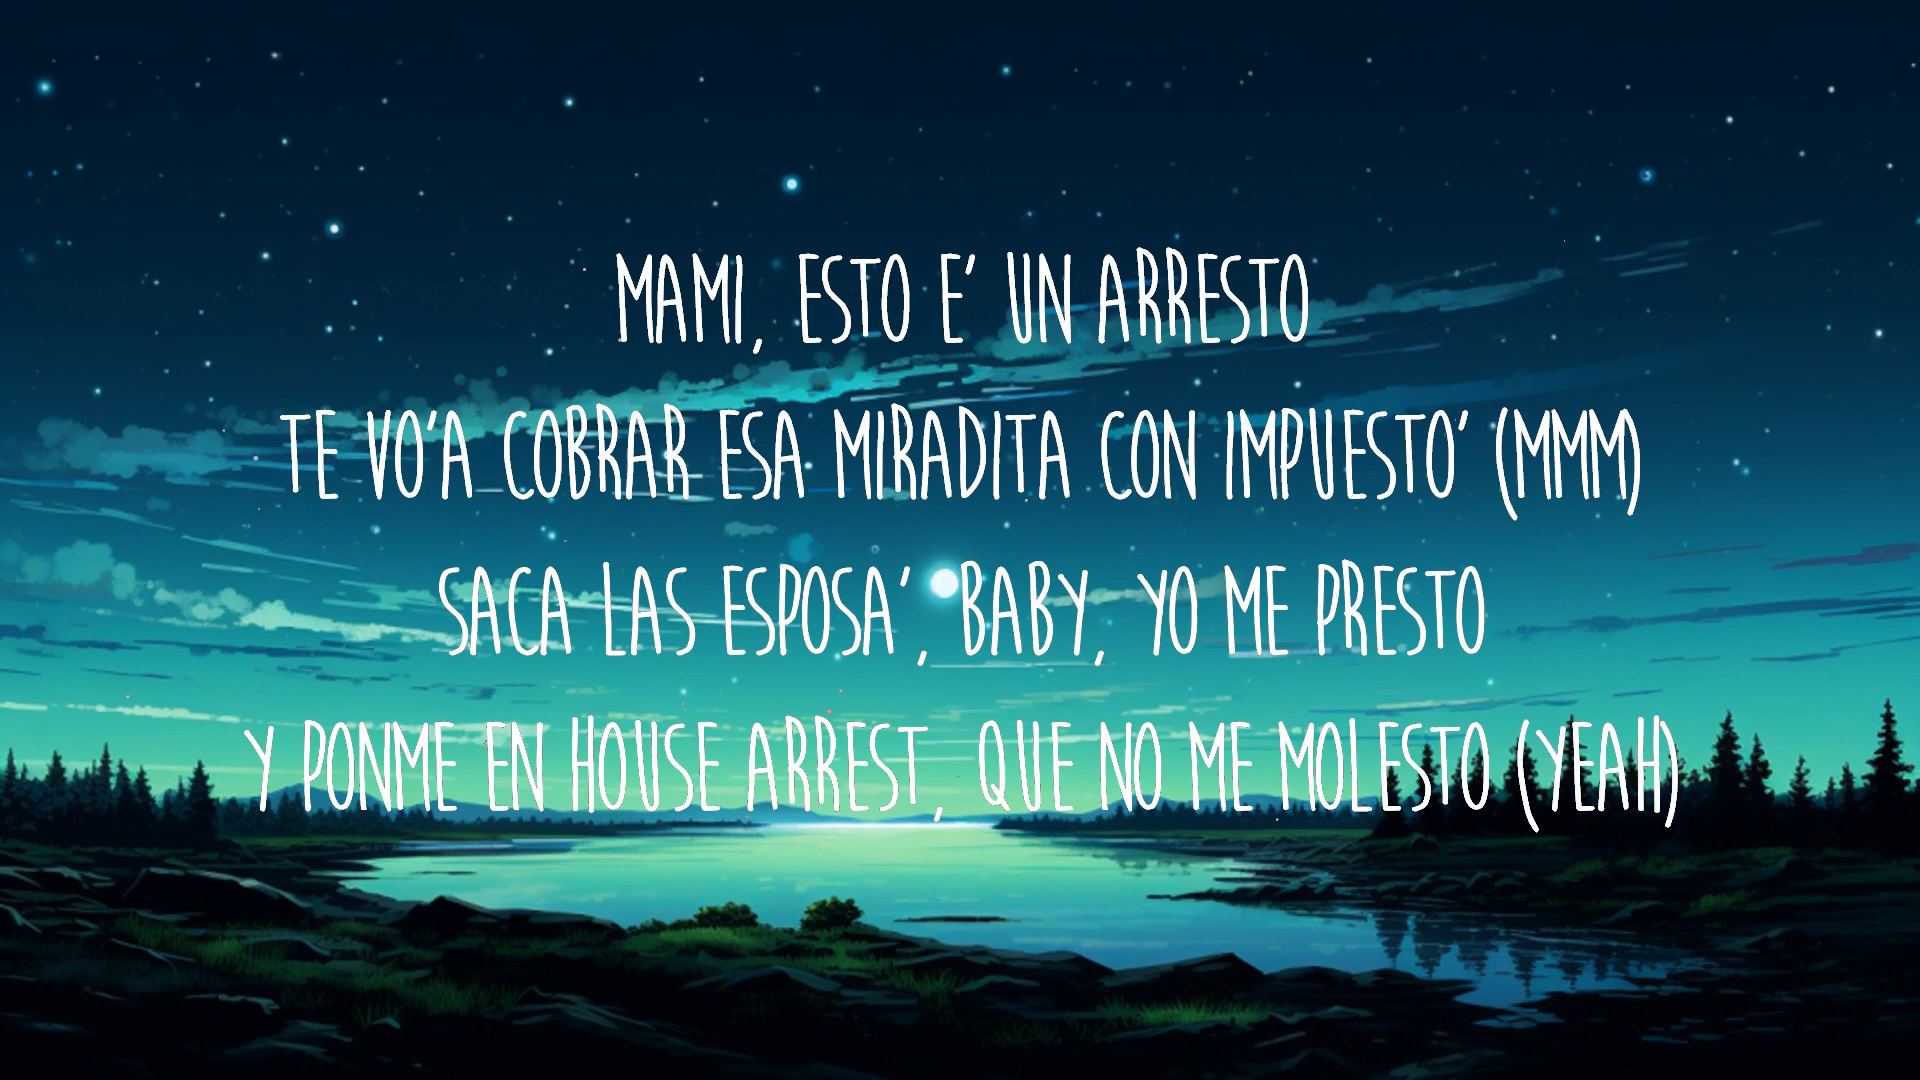 MAMI, ESTO E' UN ARRESTO
TE VO'A COBRAR ESA MIRADITA CON IMPUESTO' (MMM)
SACA LAS ESPOSA', BABY, YO ME PRESTO
Y PONME EN HOUSE ARREST, QUE NO ME MOLESTO (YEAH)